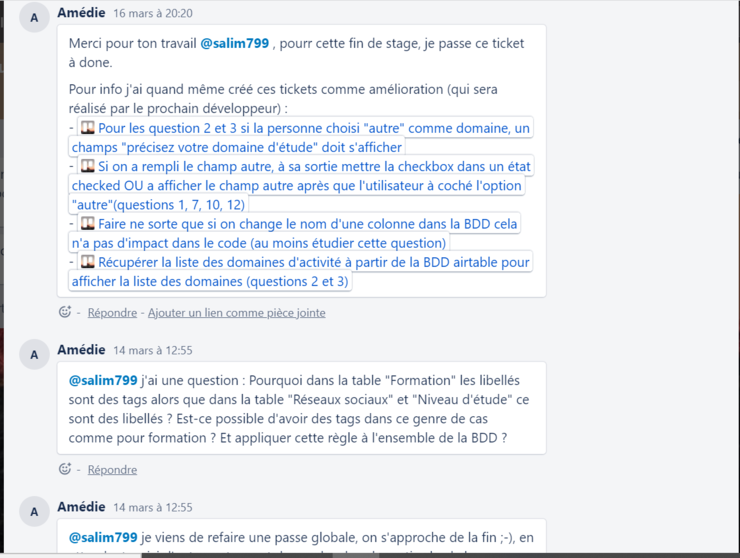 A
Amédie 16 mars à 20:20
Merci pour ton travail @salim799 , pourr cette fin de stage, je passe ce ticket
à done.
Pour info j'ai quand même créé ces tickets comme amélioration (qui sera
réalisé par le prochain développeur) :
- Pour les question 2 et 3 si la personne choisi "autre" comme domaine, un
champs "précisez votre domaine d'étude" doit s'afficher
- Si on a rempli le champ autre, à sa sortie mettre la checkbox dans un état
checked OU a afficher le champ autre après que l'utilisateur à coché l'option
"autre"(questions 1, 7, 10, 12)
- Faire ne sorte que si on change le nom d'une colonne dans la BDD cela
n'a pas d'impact dans le code (au moins étudier cette question)
- Récupérer la liste des domaines d'activité à partir de la BDD airtable pour
afficher la liste des domaines (questions 2 et 3)
- Répondre - Ajouter un lien comme pièce jointe
A
Amédie 14 mars à 12:55
@salim799 j'ai une question : Pourquoi dans la table "Formation" les libellés
sont des tags alors que dans la table "Réseaux sociaux" et "Niveau d'étude" ce
sont des libellés ? Est-ce possible d'avoir des tags dans ce genre de cas
comme pour formation ? Et appliquer cette règle à l'ensemble de la BDD ?
- Répondre
A
Amédie 14 mars à 12:55
@salim799 je viens de refaire une passe globale, on s'approche de la fin ;-), en